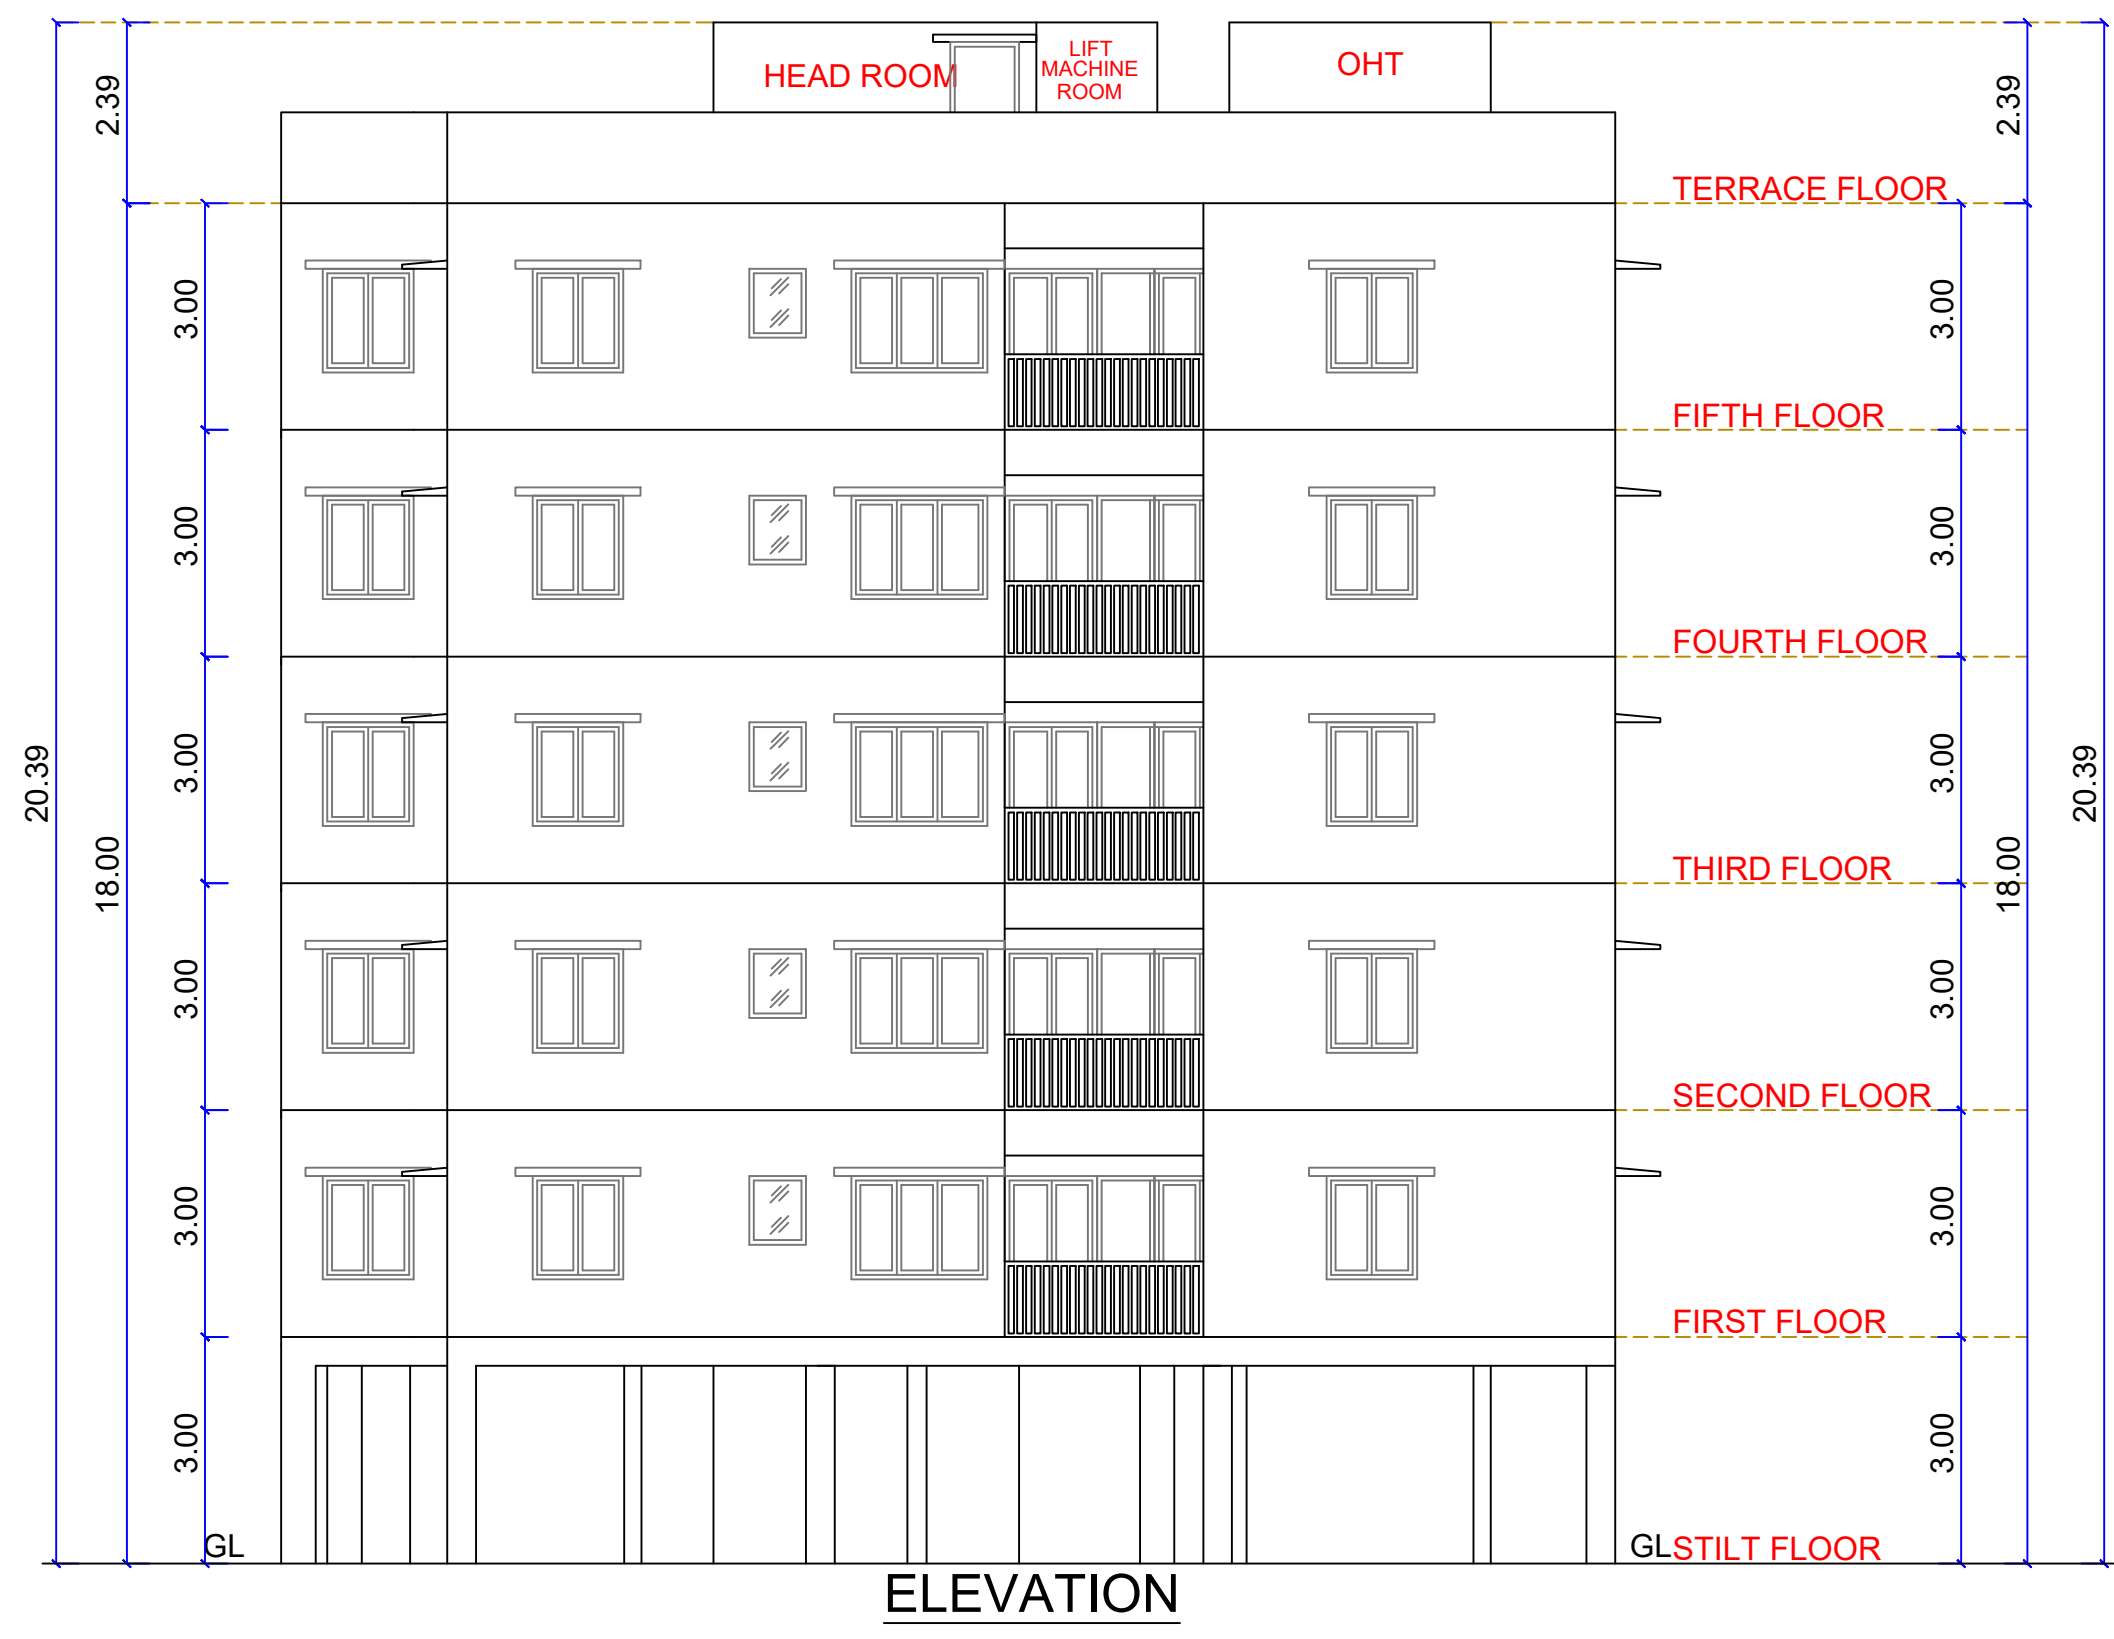 HEAD ROOM
LIFT
MACHINE
ROOM
OHT
2.39
2.39
TERRACE FLOOR
3.00
3.00
FIFTH FLOOR
3.00
3.00
FOURTH FLOOR
3.00
3.00
20.39
20.39
18.00
18.00
THIRD FLOOR
3.00
3.00
SECOND FLOOR
3.00
3.00
FIRST FLOOR
3.00
3.00
GL
GL
STILT FLOOR
ELEVATION